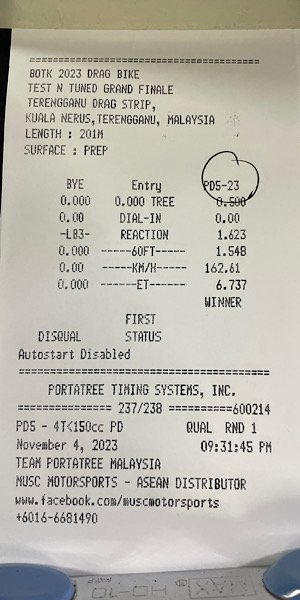 BOTK 2023 DRAG BIKE
TEST N TUNED GRAND FINALE
TERENGGANU DRAG STRIP,
KUALA NERUS,TERENGGANU, MALAYSIA
LENGTH : 201M
SURFACE : PREP
BYE Entry PD5-23
0.000 0.000 TREE 0.500
0.00 DIAL-IN 0.00
-LB3- REACTION 1.623
0.000 ------60FT----- 1.548
0.00 ------KM/H----- 162.61
0.000 ------ET------- 6.737
WINNER
FIRST
DISQUAL STATUS
Autostart Disabled
PORTATREE TIMING SYSTEMS, INC.
=============== 237/238 ==========600214
PD5 - 4T<150cc PD QUAL RND 1
November 4, 2023 09:31:45 PM
TEAM PORTATREE MALAYSIA
MUSC MOTORSPORTS - ASEAN DISTRIBUTOR
www.facebook.com/muscmotorsports
+6016-6681490